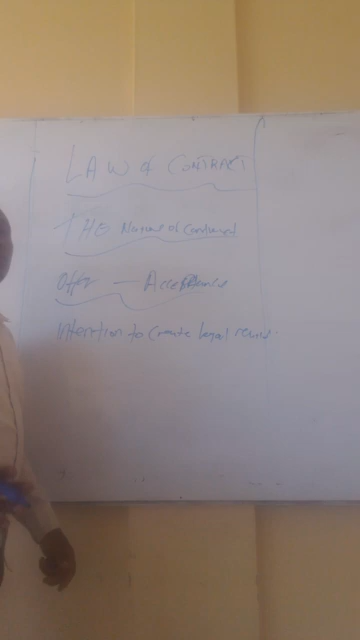 LAW of CONTRACT
THE Nature of Contract
Offer — Acceptance
Intention to Create legal